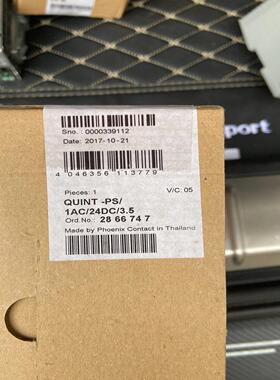 Sno. : 0000339112
Date: 2017-10-21
4 046356 113779
Pieces: 1
V/C: 05
QUINT -PS/
1AC/24DC/3.5
Ord.No.: 28 66 74 7
Made by Phoenix Contact in Thailand
port